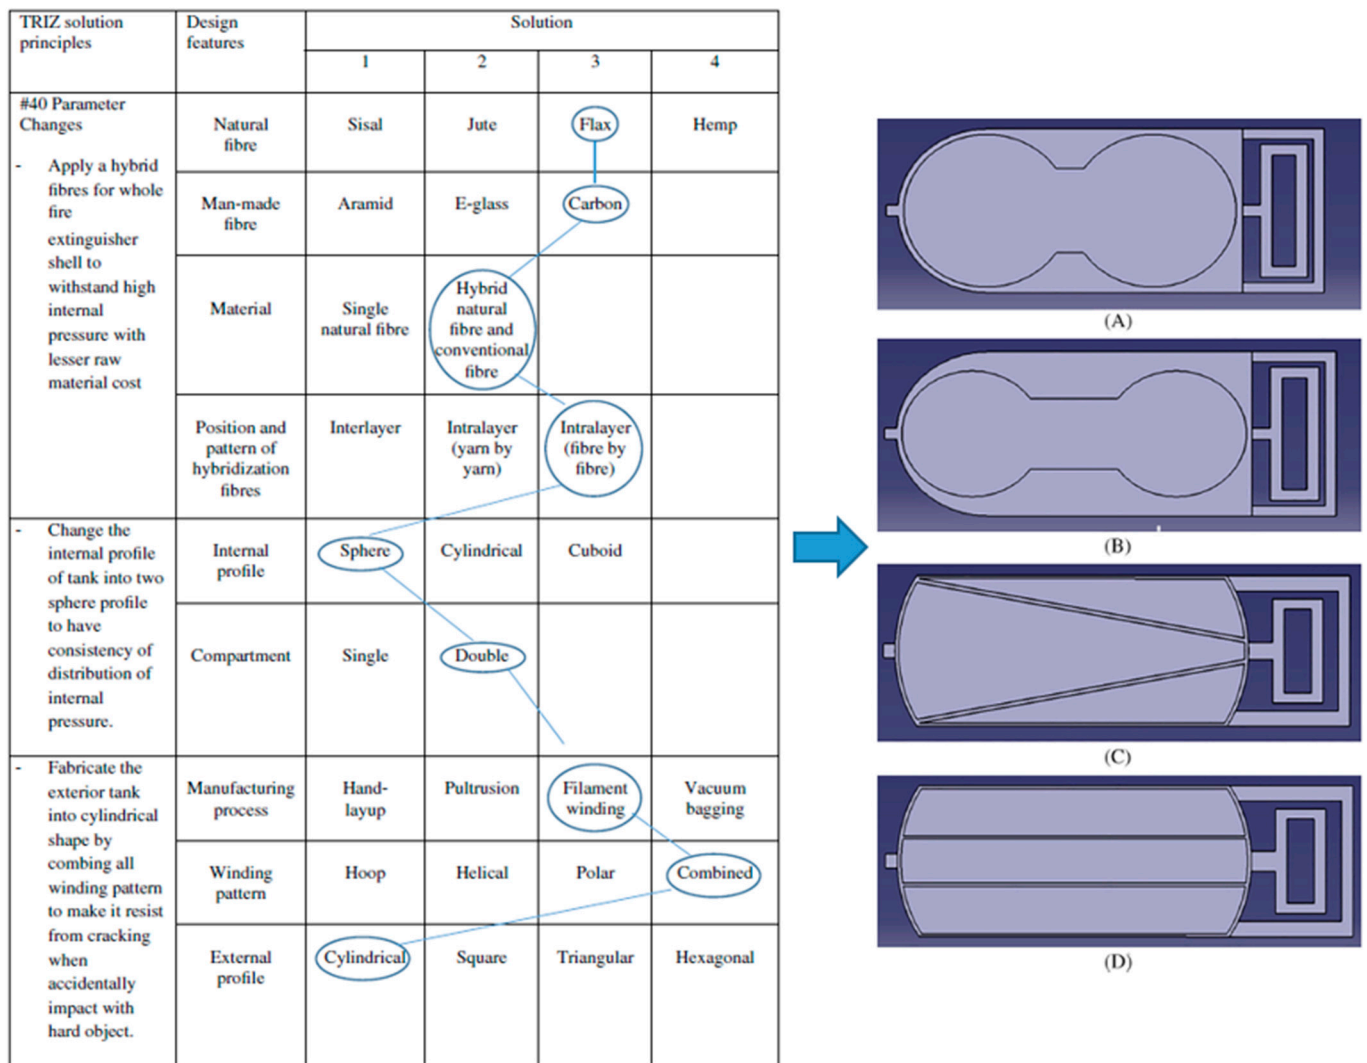 TRIZ solution
principles
Design
features
Solution
1
2
3
4
#40 Parameter
Changes
- Apply a hybrid
fibres for whole
fire
extinguisher
shell to
withstand high
internal
pressure with
lesser raw
material cost
Natural
fibre
Sisal
Jute
Flax
Hemp
Man-made
fibre
Aramid
E-glass
Carbon
Material
Single
natural fibre
Hybrid
natural
fibre and
conventional
fibre
Position and
pattern of
hybridization
fibres
Interlayer
Intralayer
(yarn by
yarn)
Intralayer
(fibre by
fibre)
- Change the
internal profile
of tank into two
sphere profile
to have
consistency of
distribution of
internal
pressure.
Internal
profile
Sphere
Cylindrical
Cuboid
Compartment
Single
Double
- Fabricate the
exterior tank
into cylindrical
shape by
combing all
winding pattern
to make it resist
from cracking
when
accidentally
impact with
hard object.
Manufacturing
process
Hand-
layup
Pultrusion
Filament
winding
Vacuum
bagging
Winding
pattern
Hoop
Helical
Polar
Combined
External
profile
Cylindrical
Square
Triangular
Hexagonal
(A)
(B)
(C)
(D)